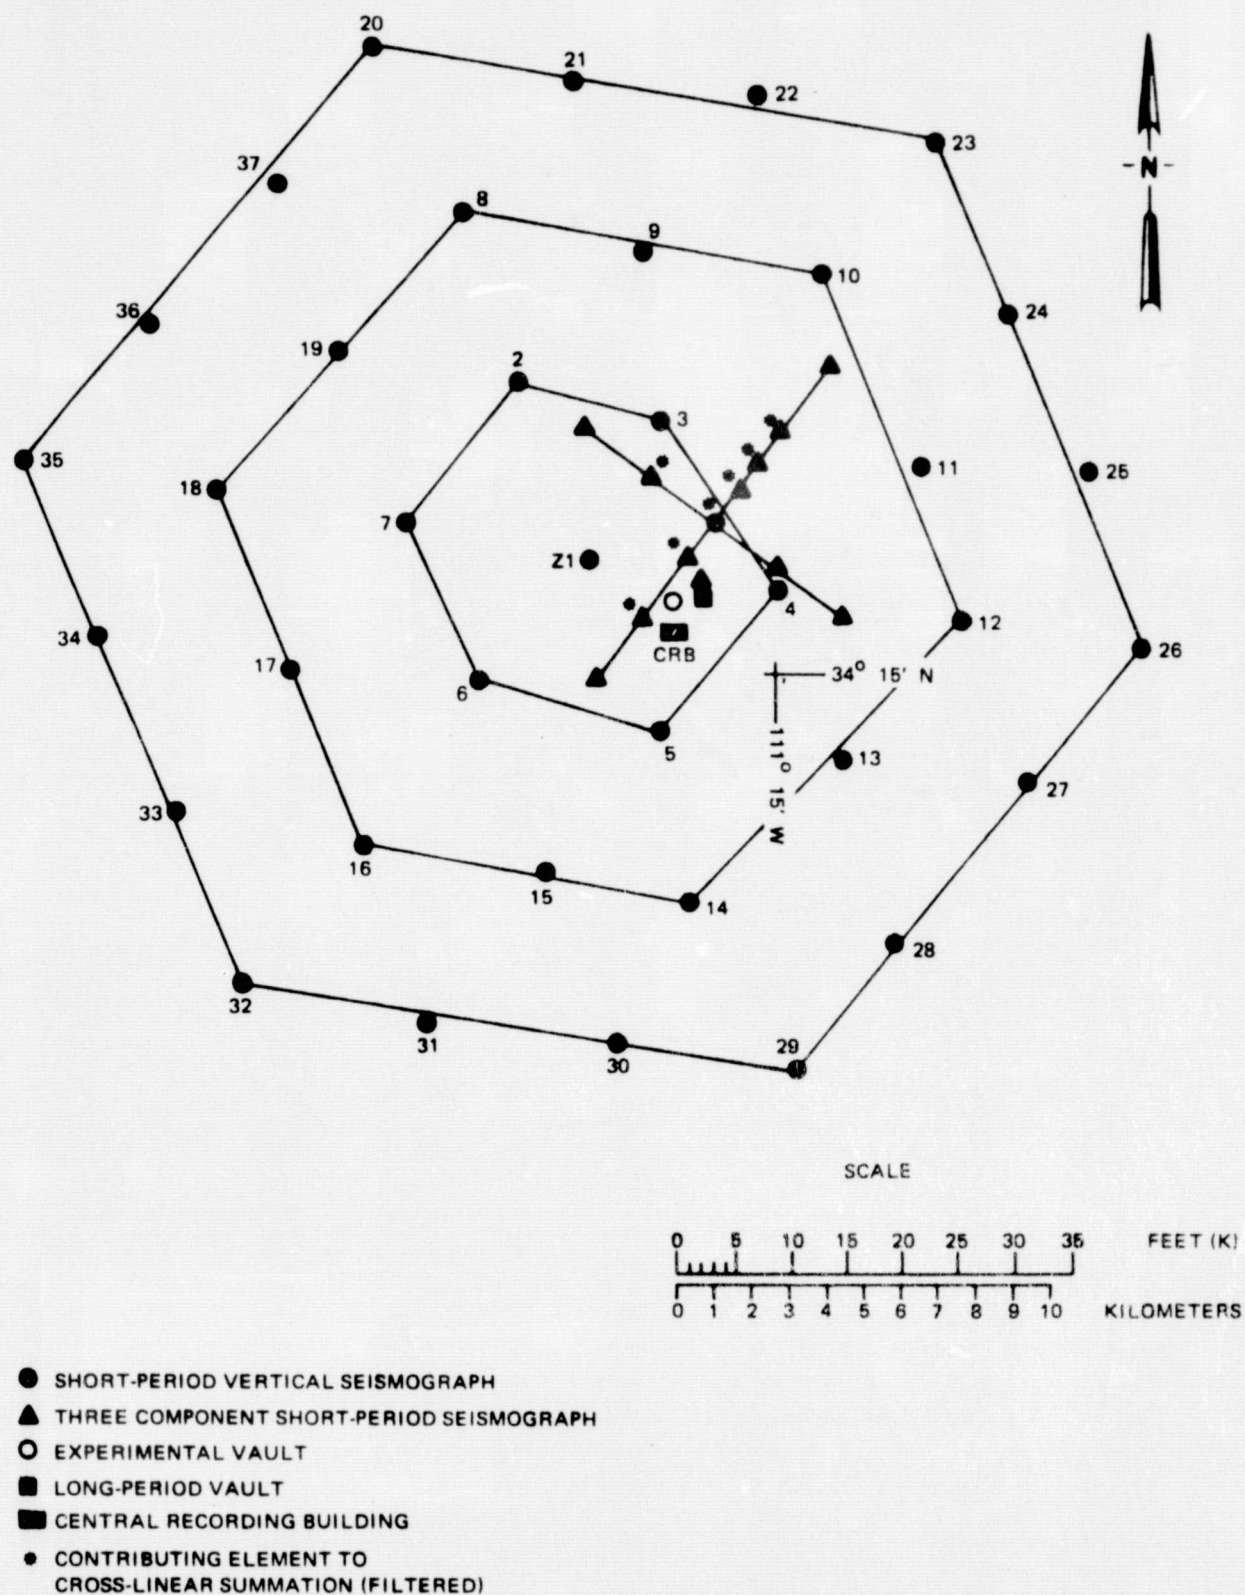 20
21
22
23
37
N
8
9
10
24
36
19
2
3
35
18
11
25
7
Z1
4
12
34
17
CRB
26
6
34° 15' N
5
111° 15' W
13
27
33
16
15
14
28
32
31
30
29
SCALE
0 5 10 15 20 25 30 35 FEET (K)
0 1 2 3 4 5 6 7 8 9 10 KILOMETERS
SHORT-PERIOD VERTICAL SEISMOGRAPH
THREE COMPONENT SHORT-PERIOD SEISMOGRAPH
EXPERIMENTAL VAULT
LONG-PERIOD VAULT
CENTRAL RECORDING BUILDING
CONTRIBUTING ELEMENT TO
CROSS-LINEAR SUMMATION (FILTERED)